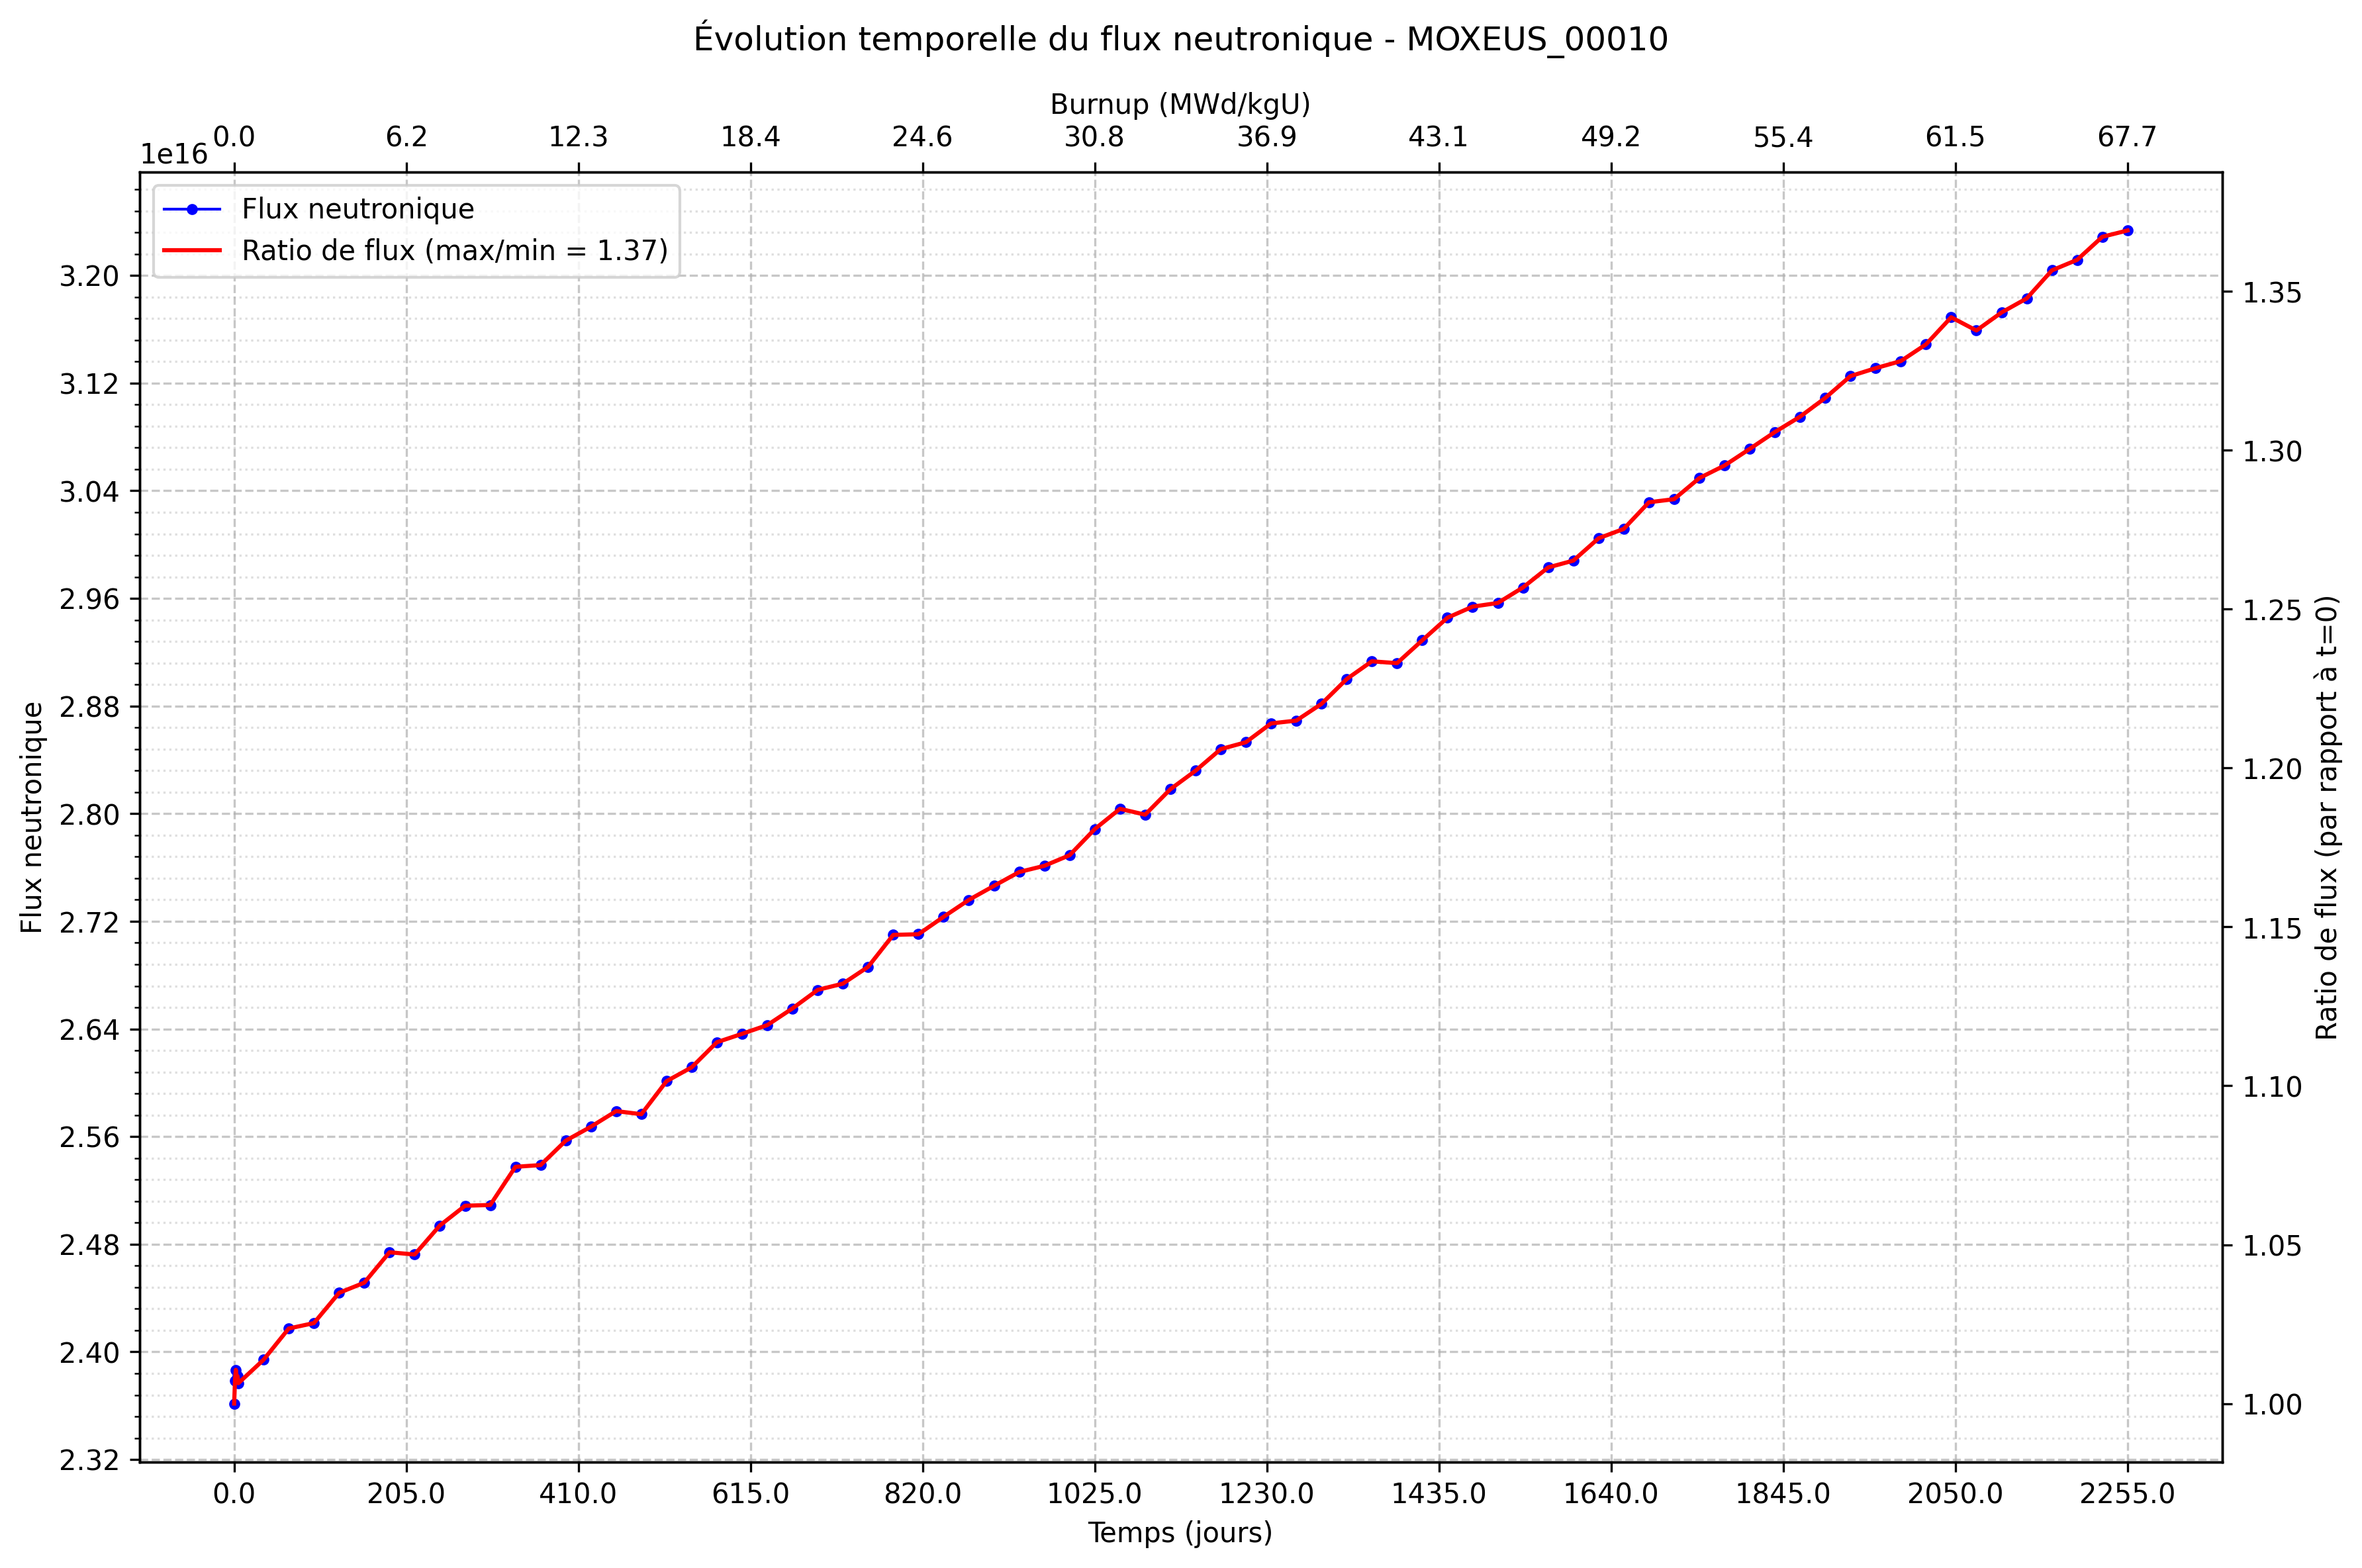 Évolution temporelle du flux neutronique - MOXEUS_00010
Burnup (MWd/kgU)
1e16
0.0 6.2 12.3 18.4 24.6 30.8 36.9 43.1 49.2 55.4 61.5 67.7
Flux neutronique
Ratio de flux (max/min = 1.37)
3.20
3.12
3.04
2.96
2.88
2.80
2.72
2.64
2.56
2.48
2.40
2.32
Flux neutronique
1.35
1.30
1.25
1.20
1.15
1.10
1.05
1.00
Ratio de flux (par rapport à t=0)
0.0 205.0 410.0 615.0 820.0 1025.0 1230.0 1435.0 1640.0 1845.0 2050.0 2255.0
Temps (jours)